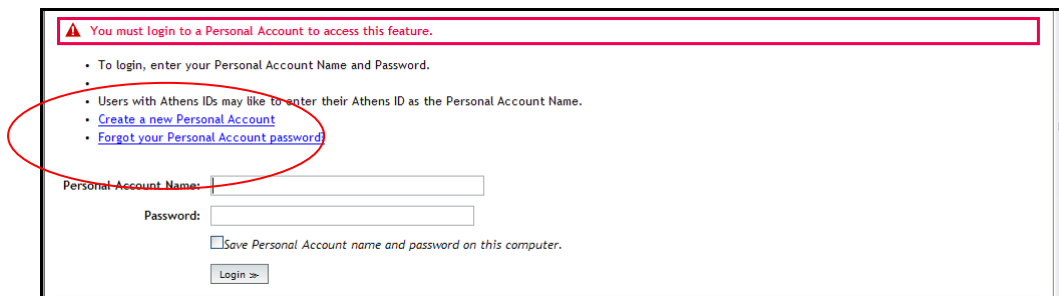 You must login to a Personal Account to access this feature.
• To login, enter your Personal Account Name and Password.
•
• Users with Athens IDs may like to enter their Athens ID as the Personal Account Name.
• Create a new Personal Account
• Forgot your Personal Account password?
Personal Account Name:
Password:
Save Personal Account name and password on this computer.
Login >>